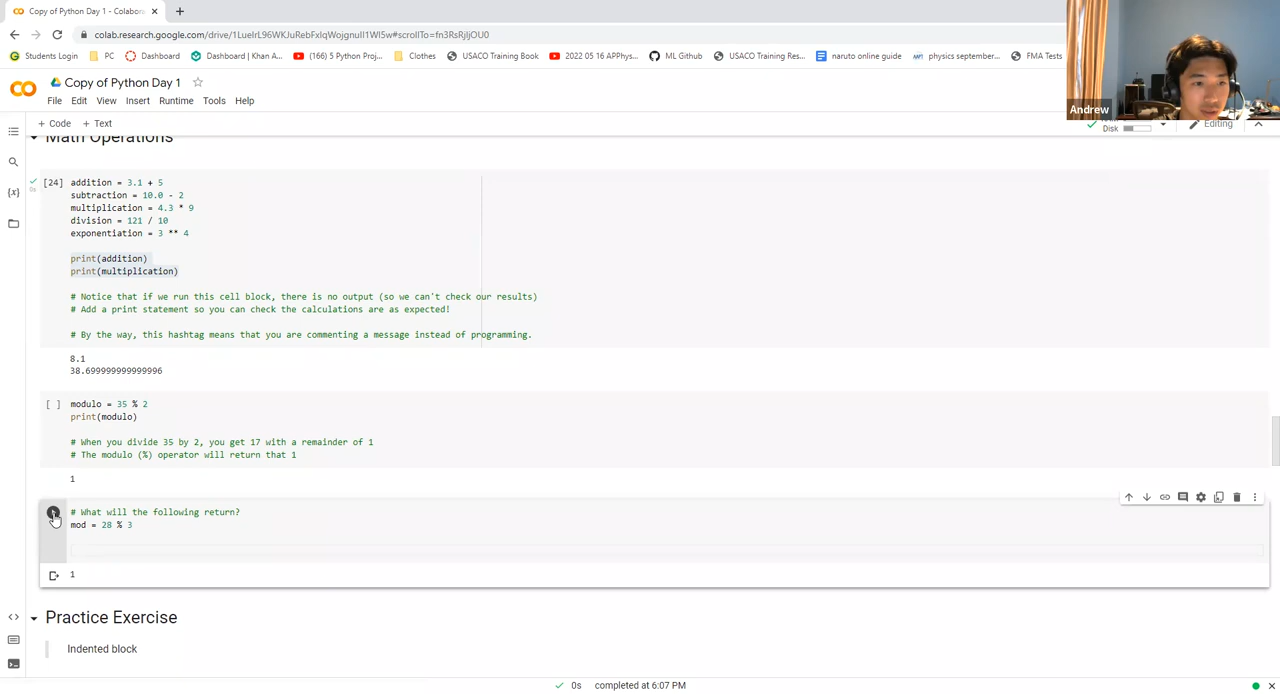 Copy of Python Day 1 - Colabora
colab.research.google.com/drive/1LueIrL96WKJuRebFxIqWojgnulI1WI5w#scrollTo=fn3RsRjIjOU0
Students Login
PC
Dashboard
Dashboard | Khan A...
(166) 5 Python Proj...
Clothes
USACO Training Book
2022 05 16 APPhys...
ML Github
USACO Training Res...
naruto online guide
physics september...
FMA Tests
Andrew
CO
Copy of Python Day 1
File Edit View Insert Runtime Tools Help
+ Code + Text
Disk
Editing
Math Operations
[24] addition = 3.1 + 5
0s
subtraction = 10.0 - 2
multiplication = 4.3 * 9
division = 121 / 10
exponentiation = 3 ** 4
print(addition)
print(multiplication)
# Notice that if we run this cell block, there is no output (so we can't check our results)
# Add a print statement so you can check the calculations are as expected!
# By the way, this hashtag means that you are commenting a message instead of programming.
8.1
38.699999999999996
[ ] modulo = 35 % 2
print(modulo)
# When you divide 35 by 2, you get 17 with a remainder of 1
# The modulo (%) operator will return that 1
1
# What will the following return?
mod = 28 % 3
1
Practice Exercise
Indented block
0s completed at 6:07 PM